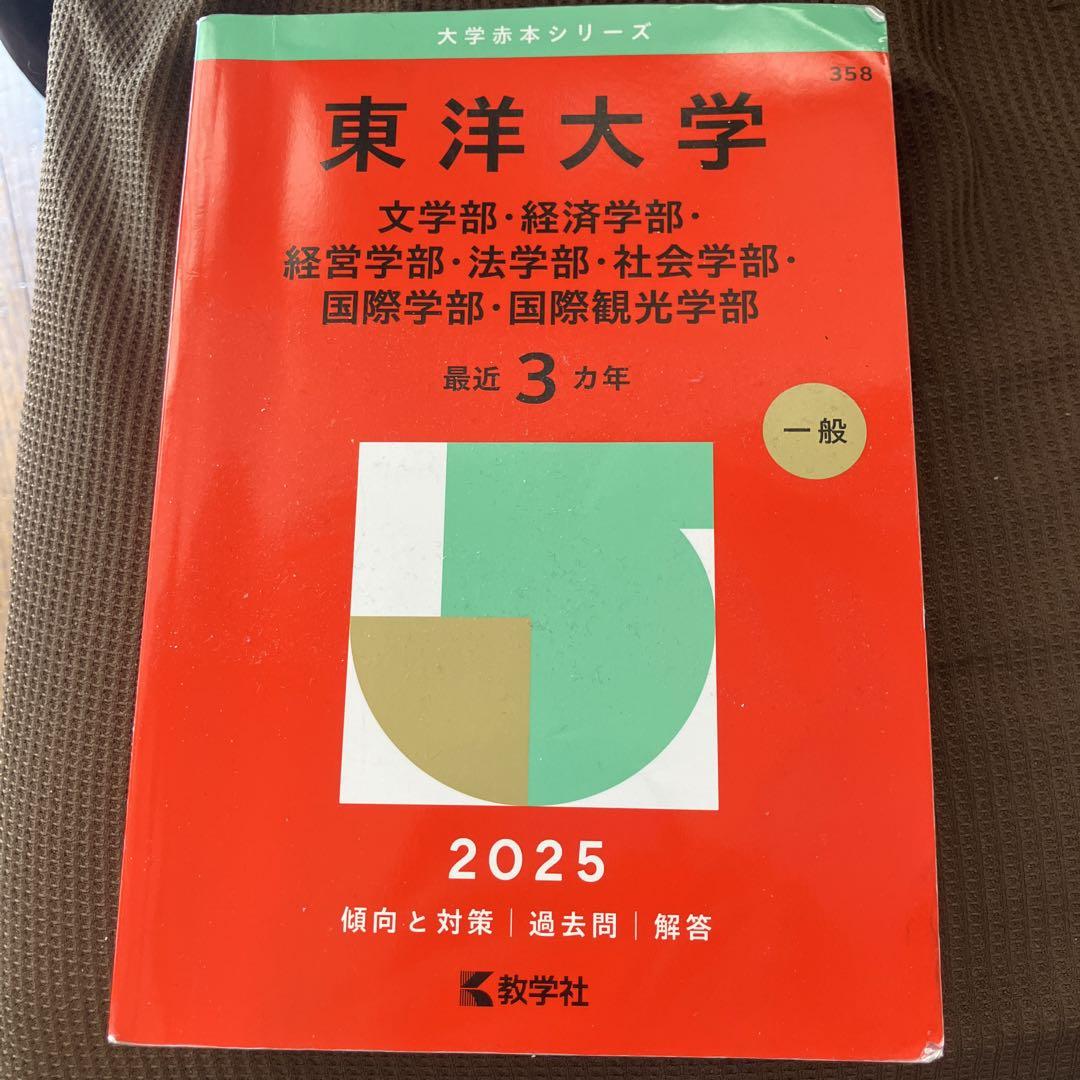 大学赤本シリーズ
358
東洋大学
文学部・経済学部・
経営学部・法学部・社会学部・
国際学部・国際観光学部
最近3カ年
一般
2025
傾向と対策|過去問|解答
教学社